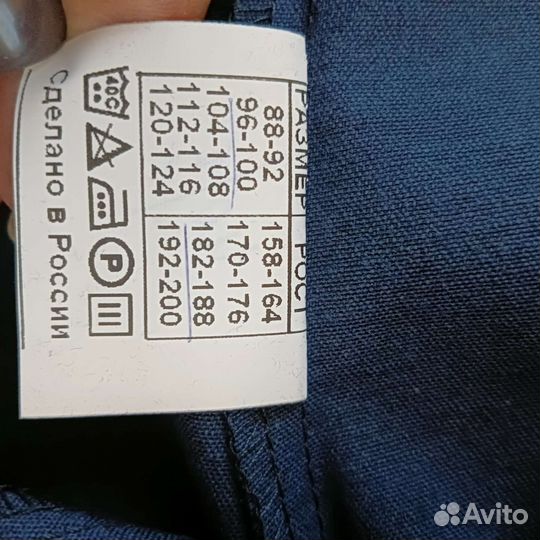 РАЗМЕР РОСТ
88-92 158-164
96-100 170-176
104-108 182-188
112-116 192-200
120-124
40C
P
Сделано в России
Avito